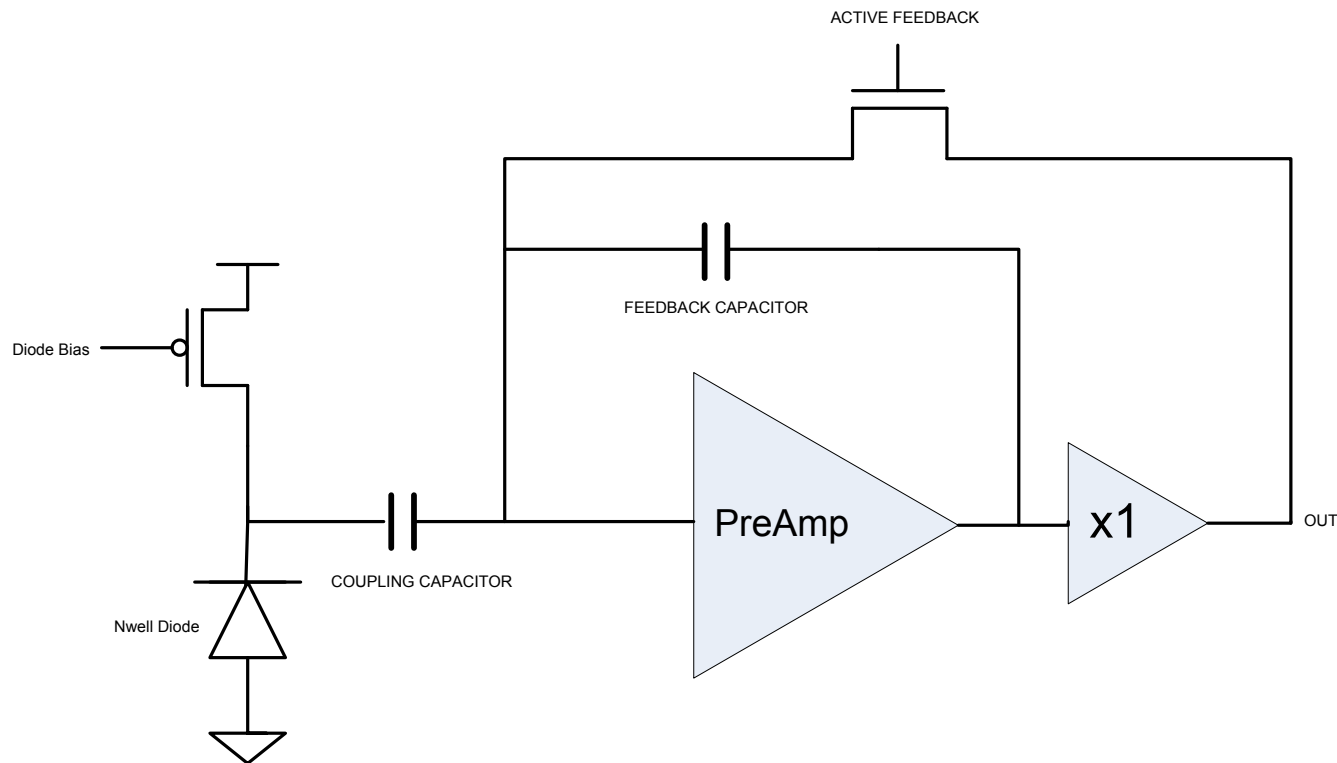 ACTIVE FEEDBACK
FEEDBACK CAPACITOR
Diode Bias
PreAmp
x1
OUT
COUPLING CAPACITOR
Nwell Diode